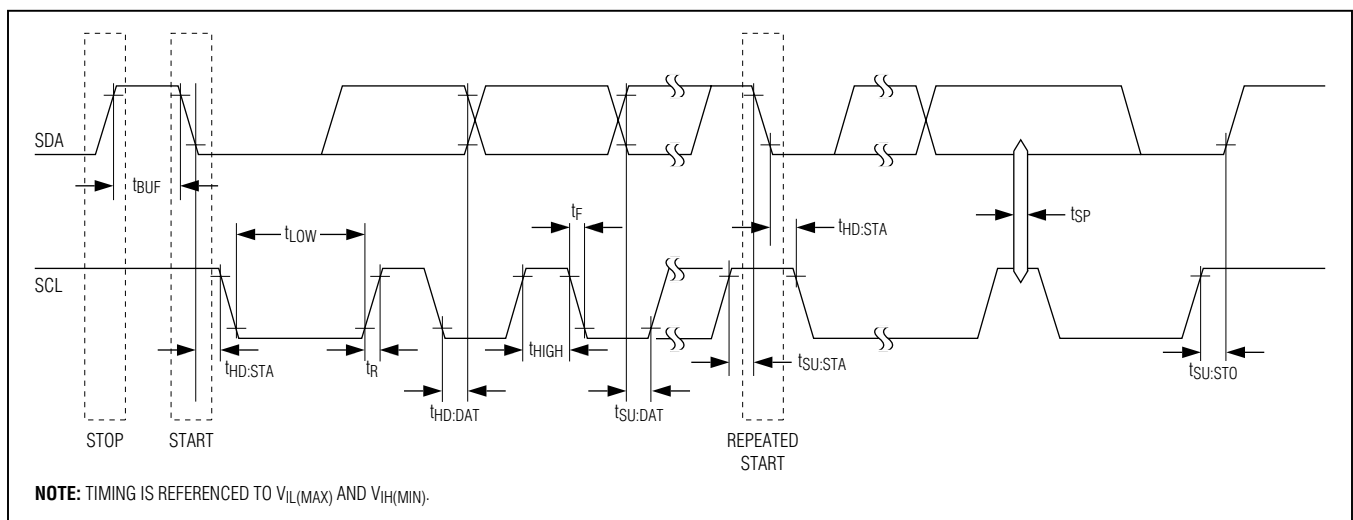 SDA
tBUF
tF
tSP
tLOW
tHD:STA
SCL
tHD:STA
tR
tHIGH
tSU:STA
tSU:STO
tHD:DAT
tSU:DAT
STOP
START
REPEATED
START
NOTE: TIMING IS REFERENCED TO VIL(MAX) AND VIH(MIN).